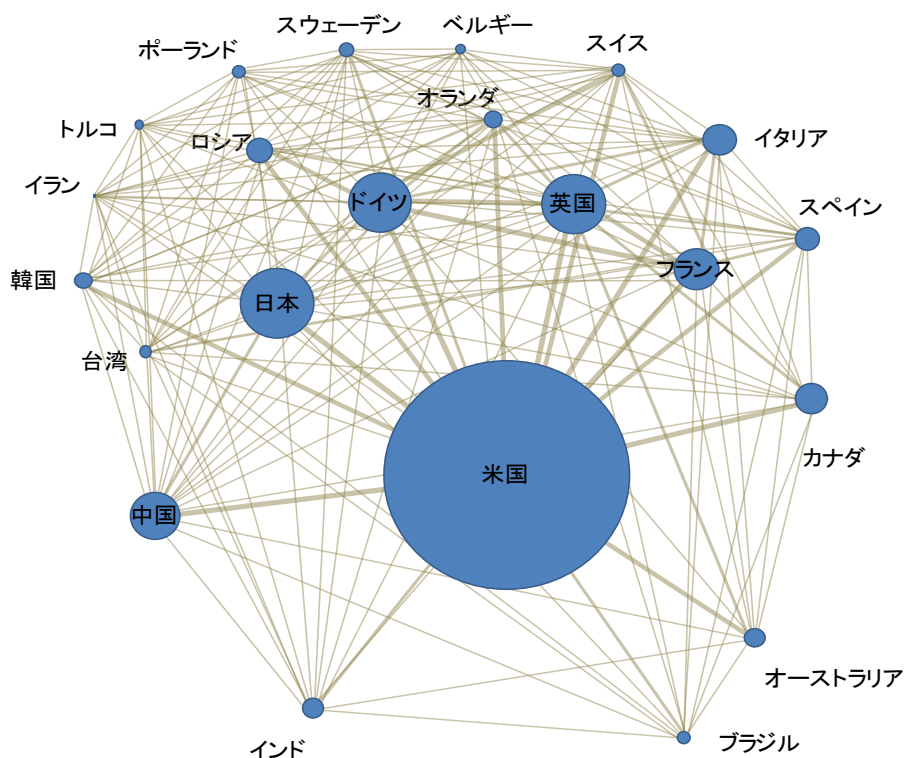 スウェーデン
ベルギー
ポーランド
スイス
オランダ
トルコ
ロシア
イタリア
イラン
ドイツ
英国
スペイン
韓国
フランス
日本
台湾
カナダ
米国
中国
オーストラリア
インド
ブラジル